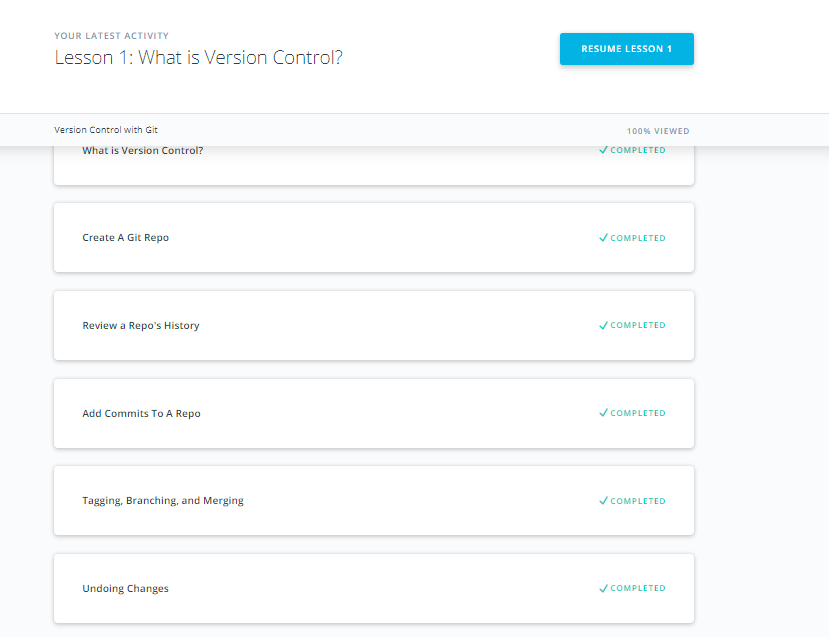 YOUR LATEST ACTIVITY
Lesson 1: What is Version Control?
RESUME LESSON 1
Version Control with Git
100% VIEWED
What is Version Control?
COMPLETED
Create A Git Repo
COMPLETED
Review a Repo's History
COMPLETED
Add Commits To A Repo
COMPLETED
Tagging, Branching, and Merging
COMPLETED
Undoing Changes
COMPLETED